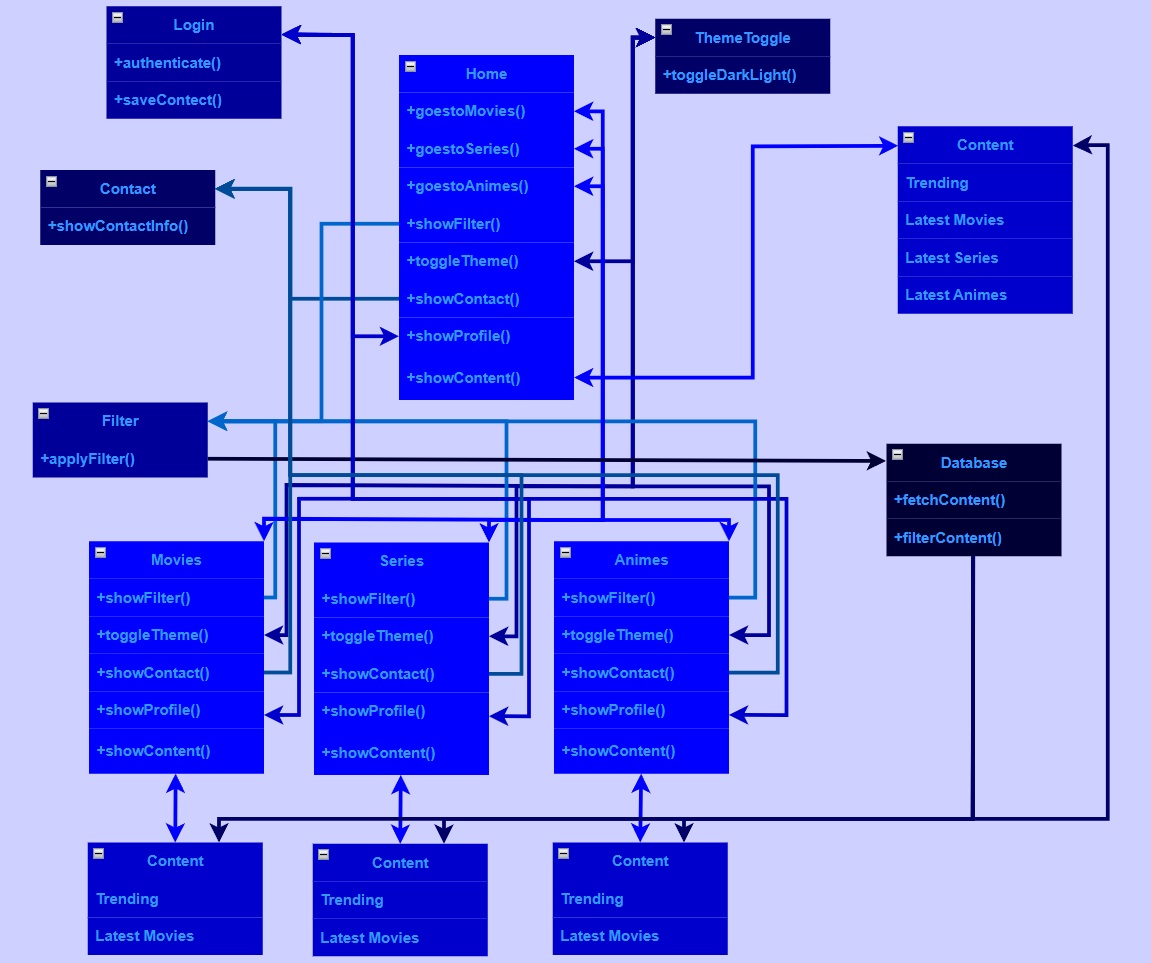 Login
+authenticate()
+saveContect()
ThemeToggle
+toggleDarkLight()
Home
+goestoMovies()
+goestoSeries()
+goestoAnimes()
+showFilter()
+toggleTheme()
+showContact()
+showProfile()
+showContent()
Content
Trending
Latest Movies
Latest Series
Latest Animes
Contact
+showContactInfo()
Filter
+applyFilter()
Database
+fetchContent()
+filterContent()
Movies
+showFilter()
+toggleTheme()
+showContact()
+showProfile()
+showContent()
Series
+showFilter()
+toggleTheme()
+showContact()
+showProfile()
+showContent()
Animes
+showFilter()
+toggleTheme()
+showContact()
+showProfile()
+showContent()
Content
Trending
Latest Movies
Content
Trending
Latest Movies
Content
Trending
Latest Movies